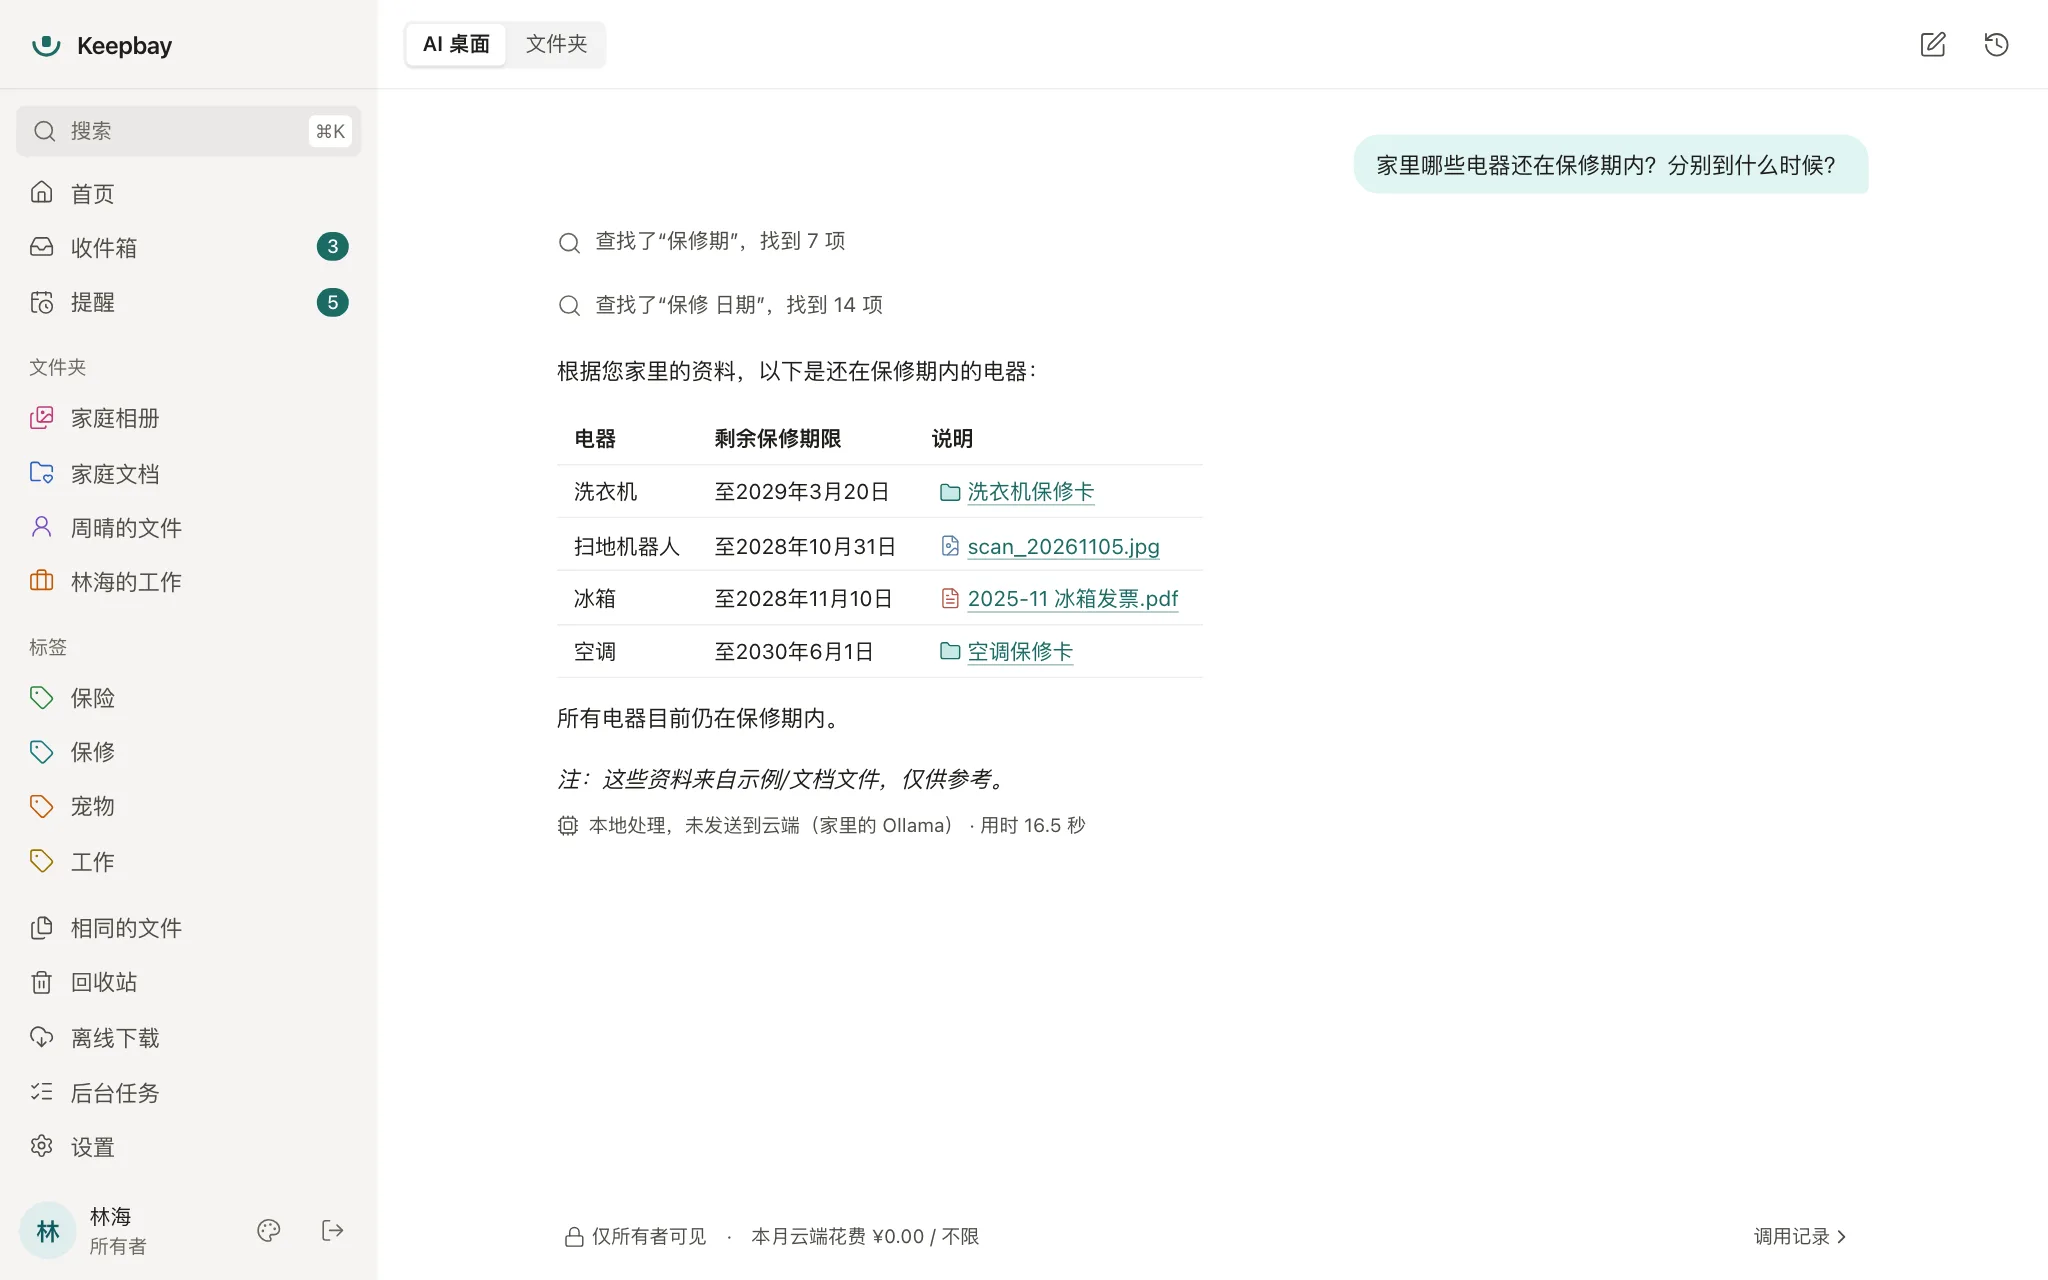 Keepbay
搜索 ⌘K
首页
收件箱 3
提醒 5
文件夹
家庭相册
家庭文档
周晴的文件
林海的工作
标签
保险
保修
宠物
工作
相同的文件
回收站
离线下载
后台任务
设置
林 林海
所有者
AI 桌面 文件夹
家里哪些电器还在保修期内？分别到什么时候？
查找了“保修期”，找到 7 项
查找了“保修 日期”，找到 14 项
根据您家里的资料，以下是还在保修期内的电器：
电器 剩余保修期限 说明
洗衣机 至2029年3月20日 洗衣机保修卡
扫地机器人 至2028年10月31日 scan_20261105.jpg
冰箱 至2028年11月10日 2025-11 冰箱发票.pdf
空调 至2030年6月1日 空调保修卡
所有电器目前仍在保修期内。
注：这些资料来自示例/文档文件，仅供参考。
本地处理，未发送到云端（家里的 Ollama） · 用时 16.5 秒
仅所有者可见 · 本月云端花费 ¥0.00 / 不限
调用记录